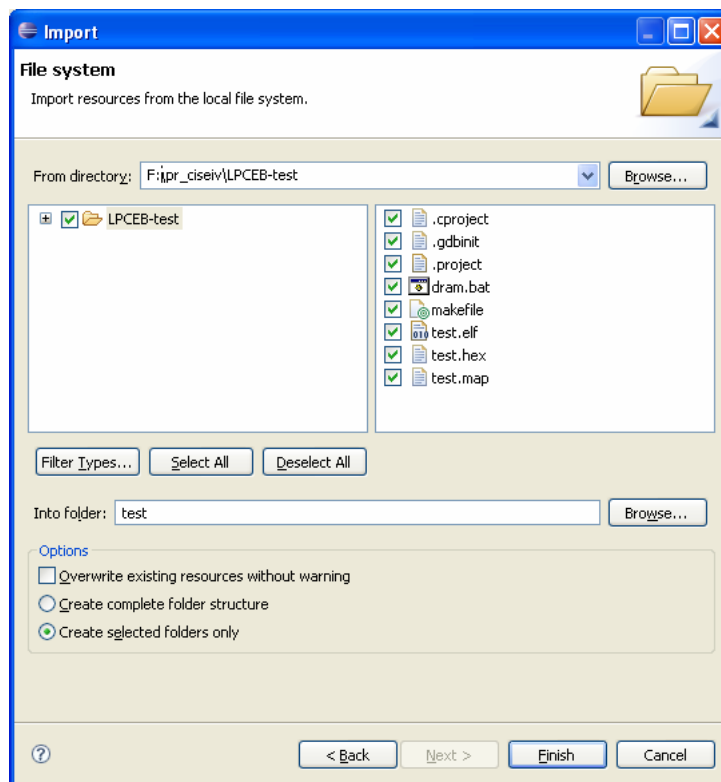 Import
File system
Import resources from the local file system.
From directory: F:\pr_ciseiv\LPCEB-test Browse...
LPCEB-test
.cproject
.gdbinit
.project
dram.bat
makefile
test.elf
test.hex
test.map
Filter Types... Select All Deselect All
Into folder: test Browse...
Options
Overwrite existing resources without warning
Create complete folder structure
Create selected folders only
? < Back Next > Finish Cancel